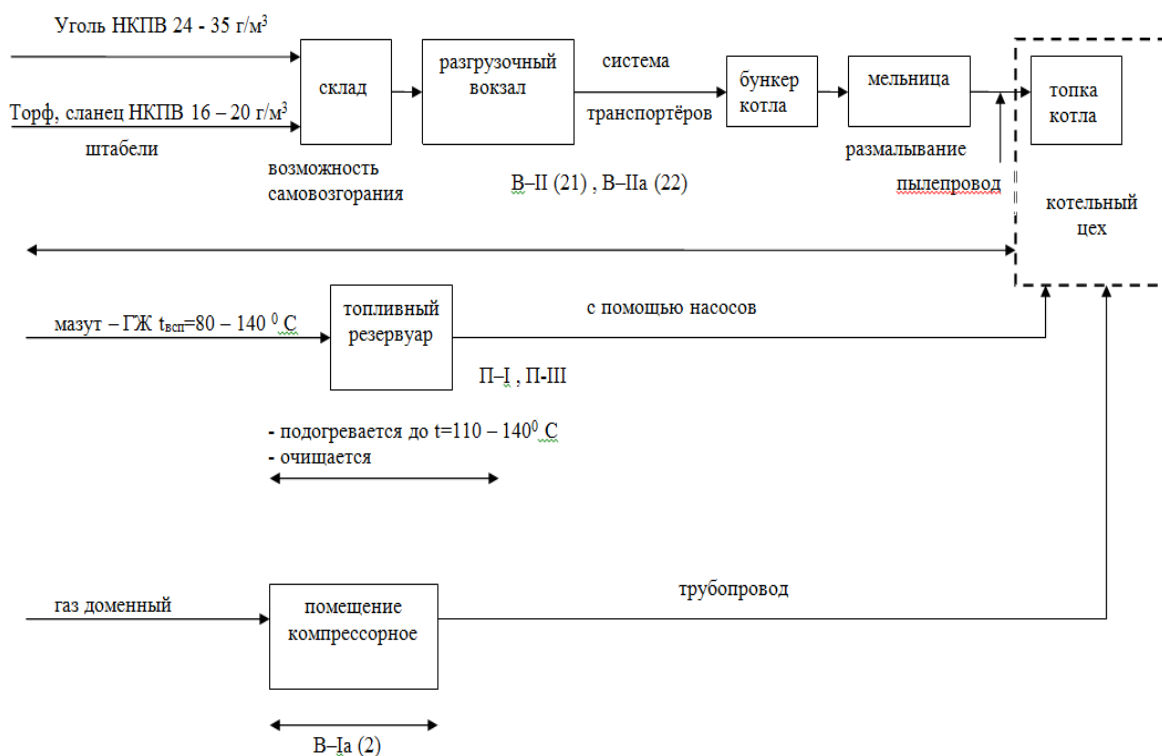 Уголь НКПВ 24 - 35 г/м³
Торф, сланец НКПВ 16 – 20 г/м³
штабели
склад
возможность
самовозгорания
разгрузочный
вокзал
система
транспортёров
В–II (21) , В–IIа (22)
бункер
котла
мельница
размалывание
пылепровод
топка
котла
котельный
цех
мазут – ГЖ tвсп=80 – 140 ⁰ С
топливный
резервуар
с помощью насосов
П–I , П-III
- подогревается до t=110 – 140⁰ С
- очищается
газ доменный
помещение
компрессорное
трубопровод
В–Iа (2)